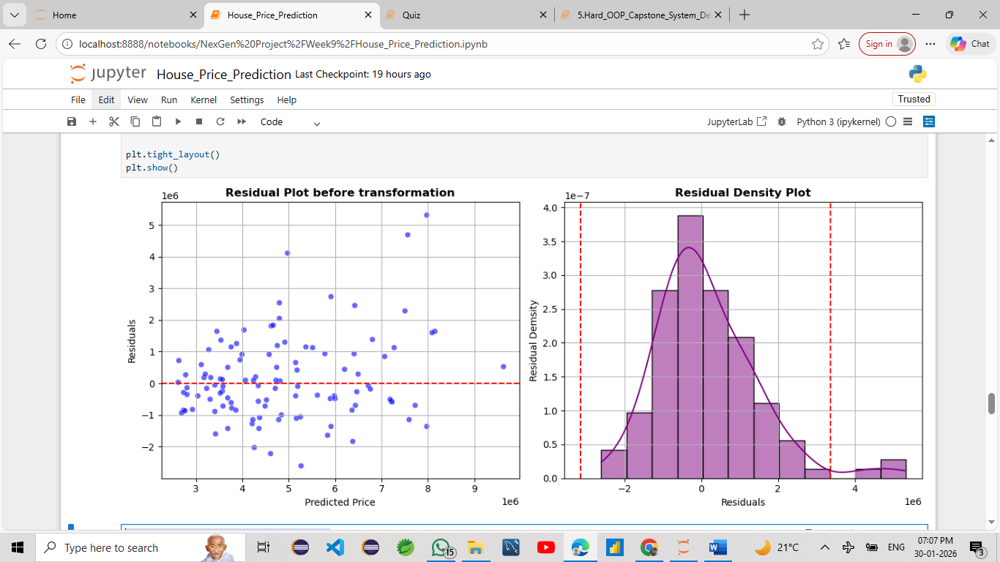 Home
House_Price_Prediction
Quiz
5.Hard_OOP_Capstone_System_De
localhost:8888/notebooks/NexGen%20Project%2FWeek9%2FHouse_Price_Prediction.ipynb
Sign in
Chat
jupyter House_Price_Prediction Last Checkpoint: 19 hours ago
File Edit View Run Kernel Settings Help
Trusted
Code
JupyterLab
Python 3 (ipykernel)
plt.tight_layout()
plt.show()
Residual Plot before transformation
1e6
5
4
3
2
1
0
−1
−2
Residuals
3 4 5 6 7 8 9
1e6
Predicted Price
Residual Density Plot
1e−7
4.0
3.5
3.0
2.5
2.0
1.5
1.0
0.5
0.0
Residual Demsity
−2 0 2 4
1e6
Residuals
Type here to search
15
21°C
ENG
07:07 PM
30-01-2026
3